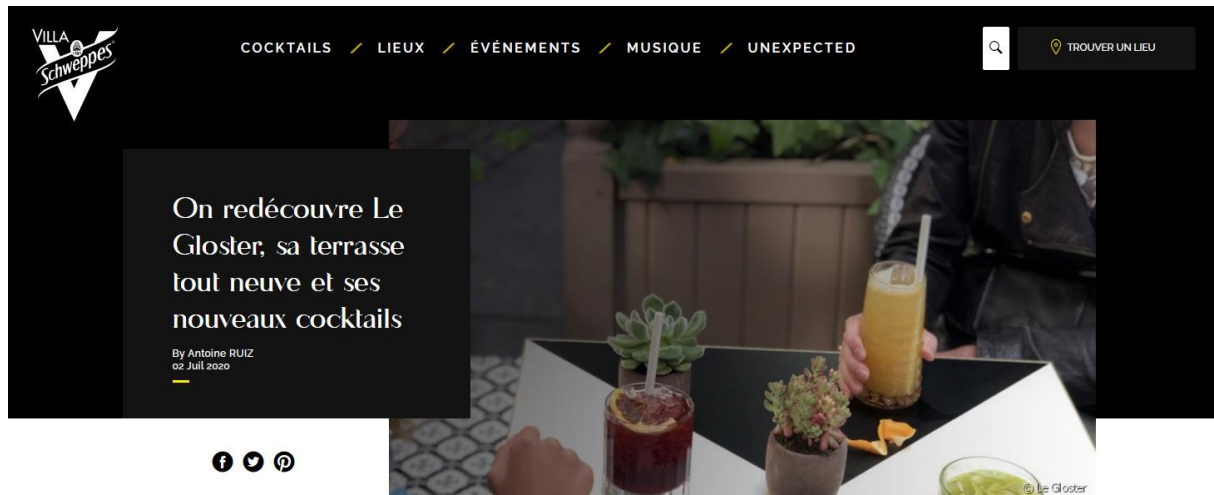 VILLA
Schweppes
COCKTAILS / LIEUX / ÉVÉNEMENTS / MUSIQUE / UNEXPECTED
TROUVER UN LIEU
On redécouvre Le
Gloster, sa terrasse
tout neuve et ses
nouveaux cocktails
By Antoine RUIZ
02 Juil 2020
© Le Gloster